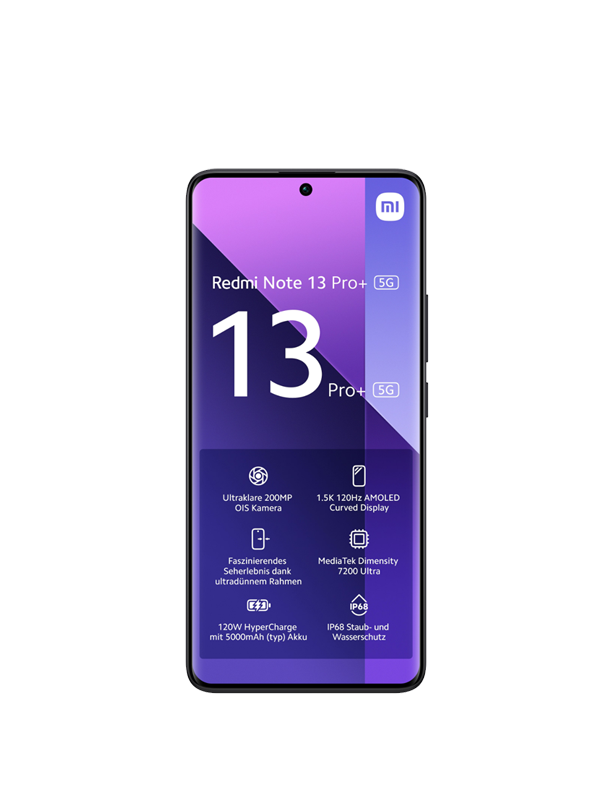 mi
Redmi Note 13 Pro+ 5G
13 Pro+ 5G
Ultraklare 200MP
OIS Kamera
1.5K 120Hz AMOLED
Curved Display
Faszinierendes
Seherlebnis dank
ultradünnem Rahmen
MediaTek Dimensity
7200 Ultra
120W HyperCharge
mit 5000mAh (typ) Akku
IP68
IP68 Staub- und
Wasserschutz